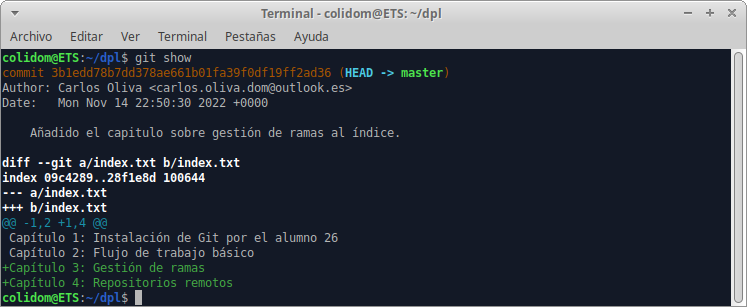 Terminal - colidom@ETS: ~/dpl
Archivo Editar Ver Terminal Pestañas Ayuda
colidom@ETS:~/dpl$ git show
commit 3b1edd78b7dd378ae661b01fa39f0df19ff2ad36 (HEAD -> master)
Author: Carlos Oliva <carlos.oliva.dom@outlook.es>
Date:   Mon Nov 14 22:50:30 2022 +0000
    Añadido el capitulo sobre gestión de ramas al índice.
diff --git a/index.txt b/index.txt
index 09c4289..28f1e8d 100644
--- a/index.txt
+++ b/index.txt
@@ -1,2 +1,4 @@
 Capítulo 1: Instalación de Git por el alumno 26
 Capítulo 2: Flujo de trabajo básico
+Capítulo 3: Gestión de ramas
+Capítulo 4: Repositorios remotos
colidom@ETS:~/dpl$